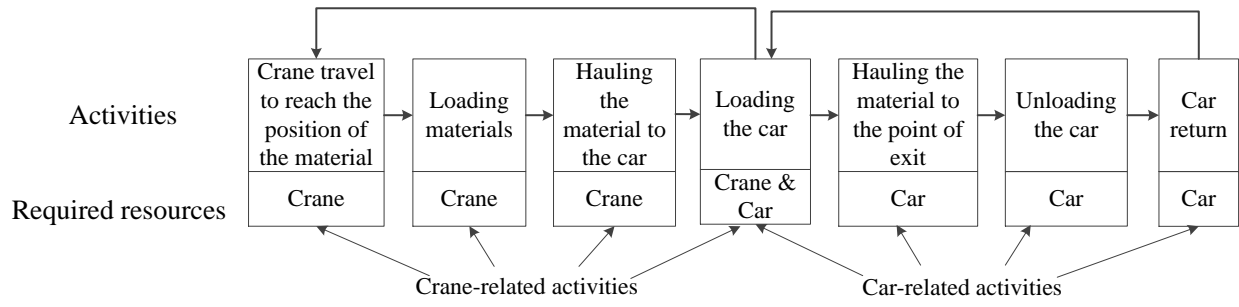 Activities
Crane travel
to reach the
position of
the material
Loading
materials
Hauling
the
material to
the car
Loading
the car
Hauling the
material to
the point of
exit
Unloading
the car
Car
return
Required resources
Crane
Crane
Crane
Crane &
Car
Car
Car
Car
Crane-related activities
Car-related activities